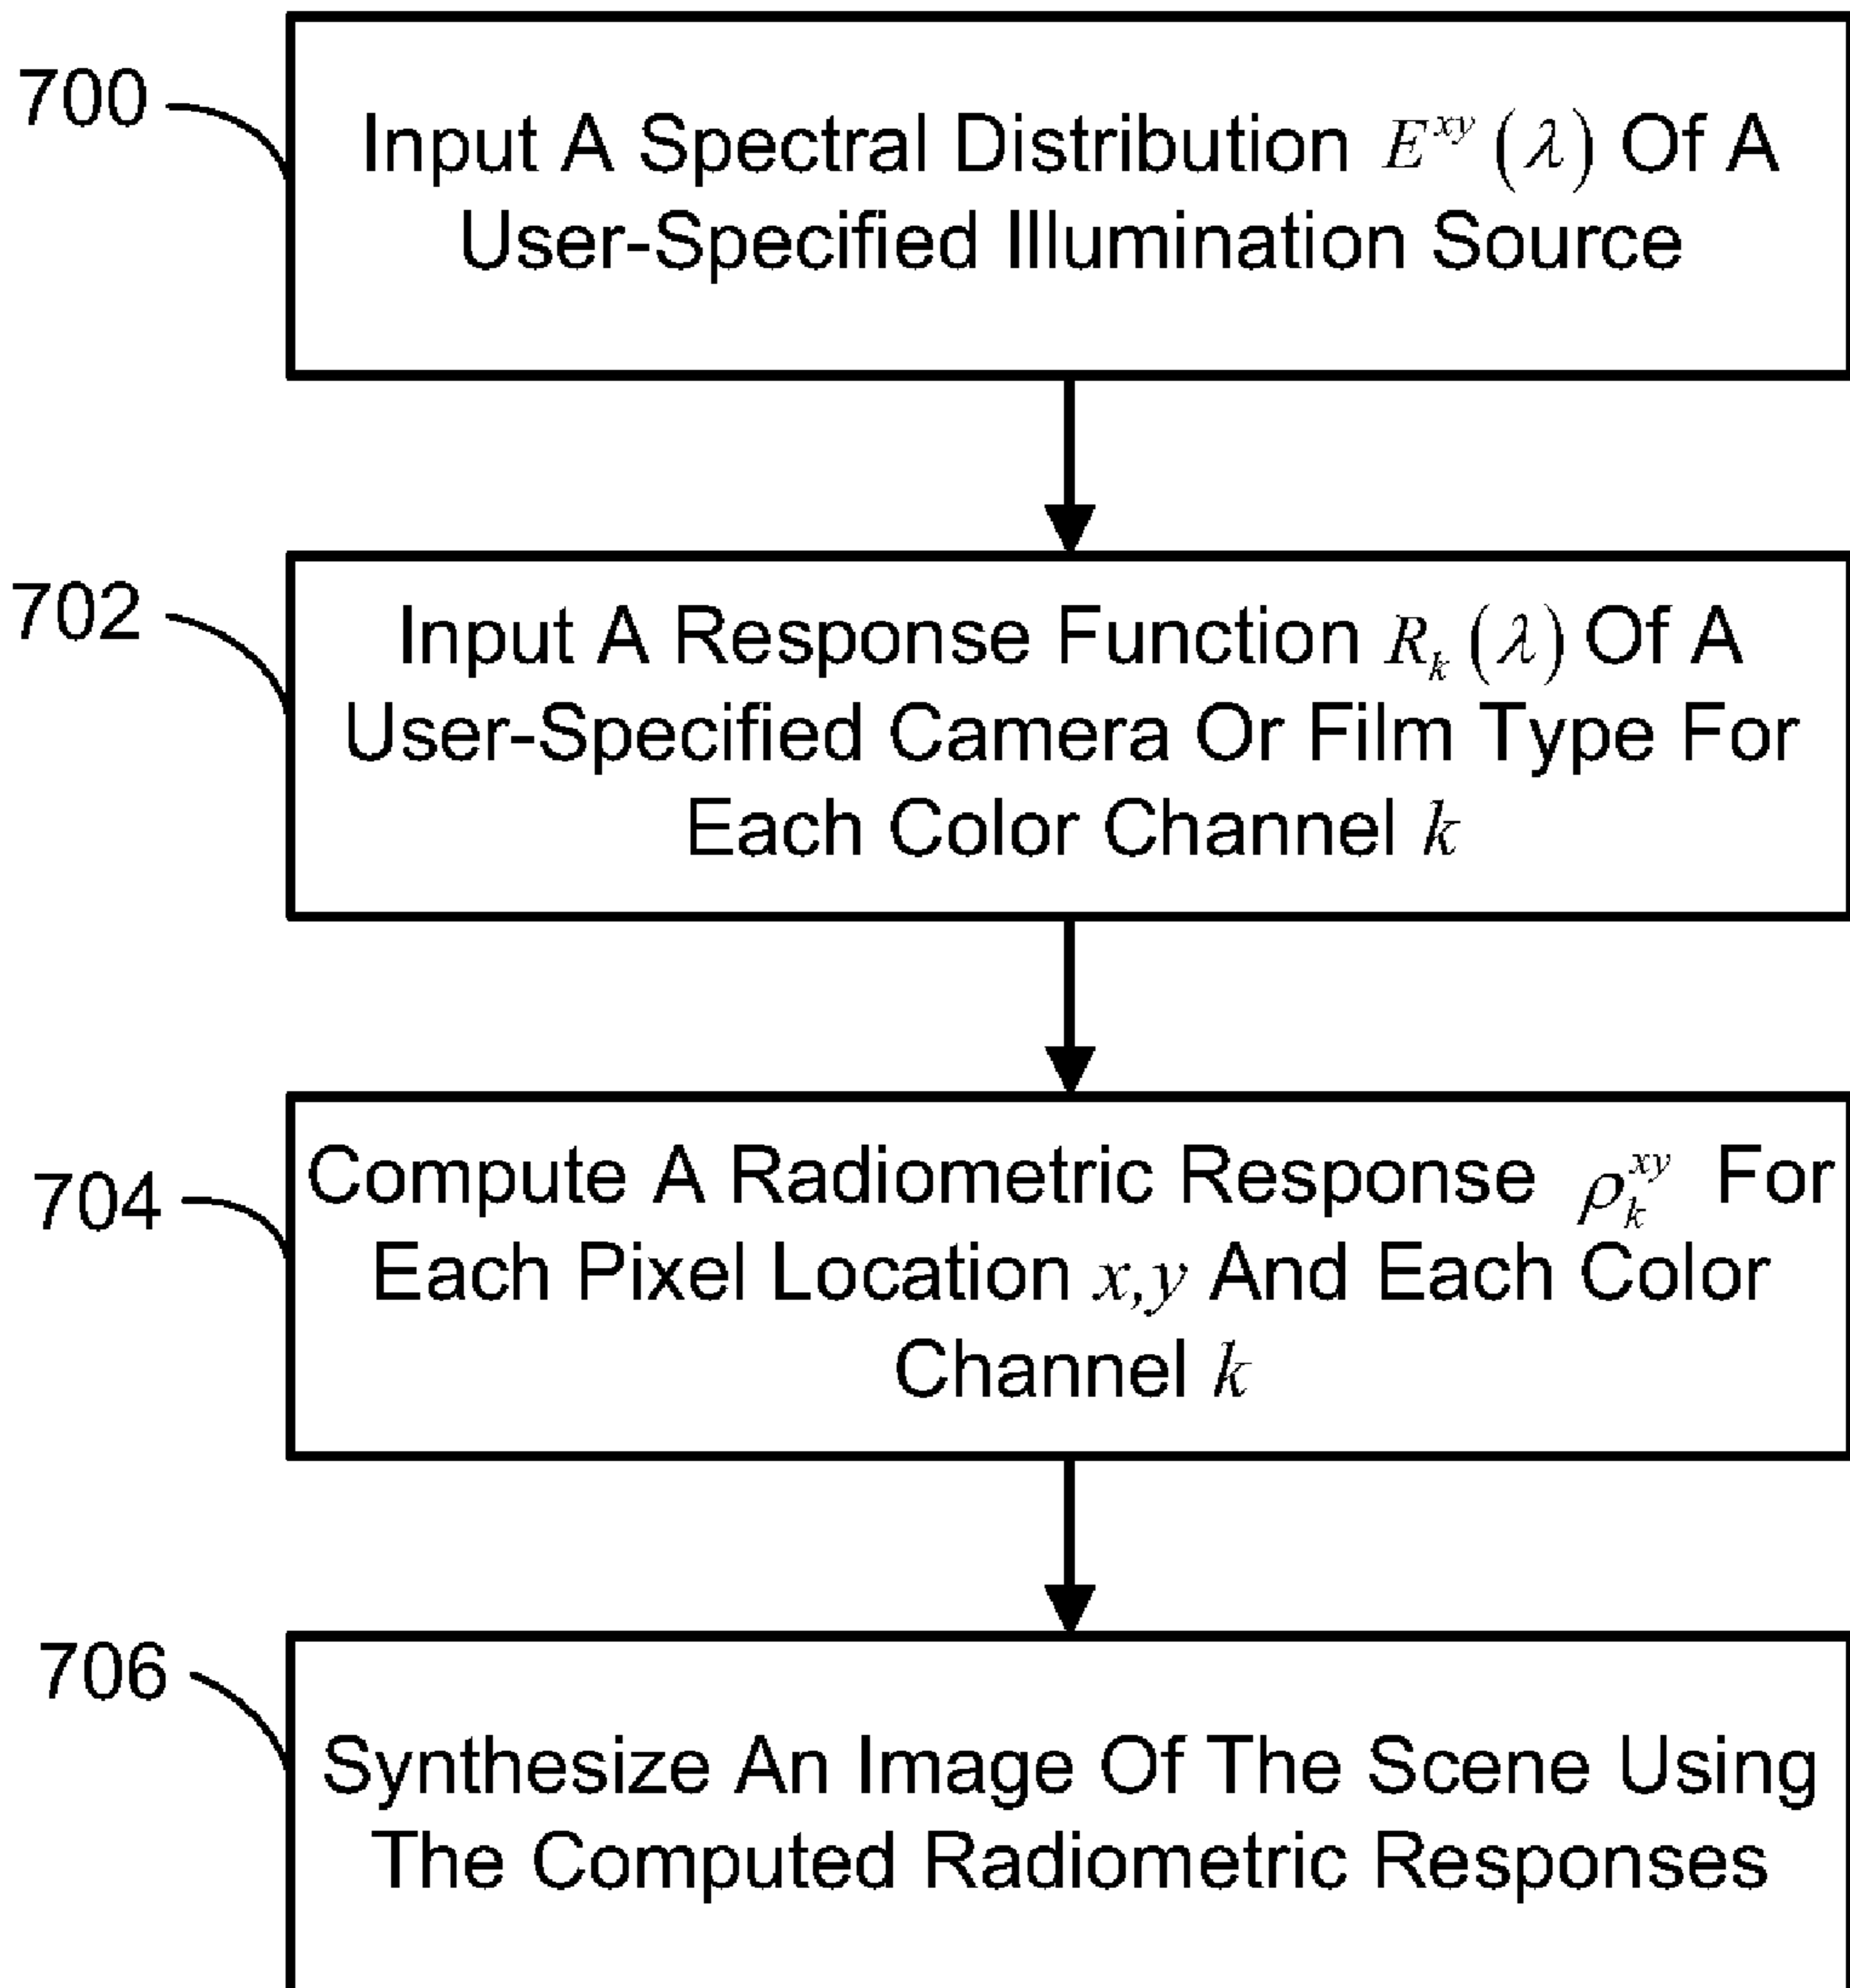 700
Input A Spectral Distribution E^{xy}(λ) Of A
User-Specified Illumination Source
702
Input A Response Function R_k(λ) Of A
User-Specified Camera Or Film Type For
Each Color Channel k
704
Compute A Radiometric Response ρ_k^{xy} For
Each Pixel Location x,y And Each Color
Channel k
706
Synthesize An Image Of The Scene Using
The Computed Radiometric Responses